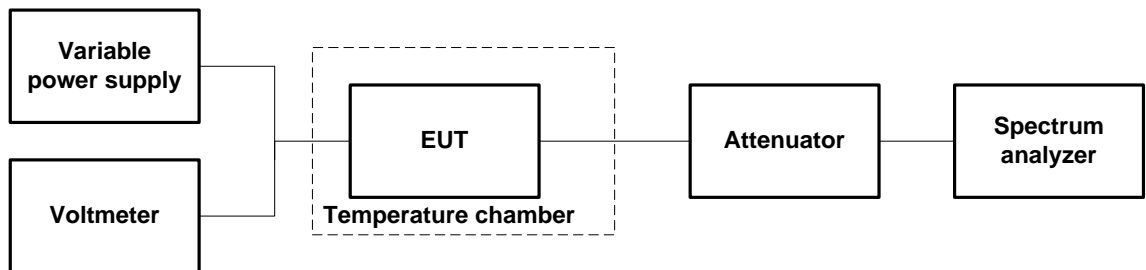 Variable
power supply
Voltmeter
EUT
Temperature chamber
Attenuator
Spectrum
analyzer